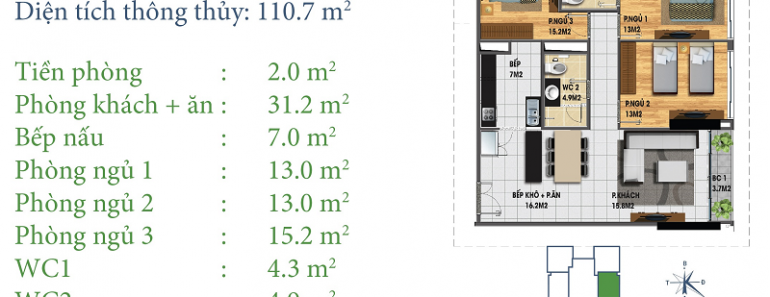 Diện tích thông thủy: 110.7 m²
Tiền phòng : 2.0 m²
Phòng khách + ăn : 31.2 m²
Bếp nấu : 7.0 m²
Phòng ngủ 1 : 13.0 m²
Phòng ngủ 2 : 13.0 m²
Phòng ngủ 3 : 15.2 m²
WC1 : 4.3 m²
P.NGỦ 3
15.2M2
P.NGỦ 1
13M2
BẾP
7M2
WC 2
4.9M2
P.NGỦ 2
13M2
BC 1
3.7M2
BẾP KHÔ + P.ĂN
16.2M2
P.KHÁCH
15.8M2
B
T
Đ